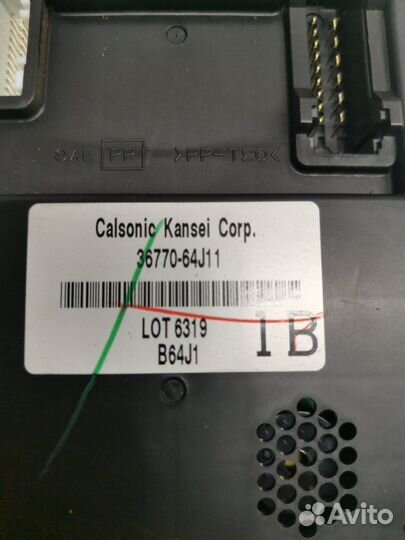 SAE PP >PP-T20<
Calsonic Kansei Corp.
36770-64J11
LOT 6319
B64J1
1B
Avito